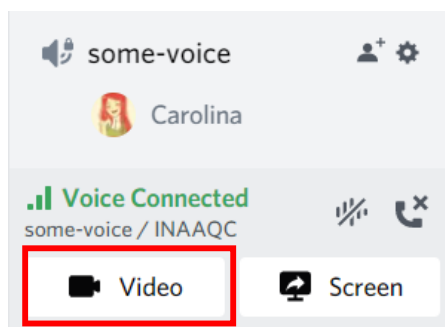 some-voice
Carolina
Voice Connected
some-voice / INAAQC
Video
Screen